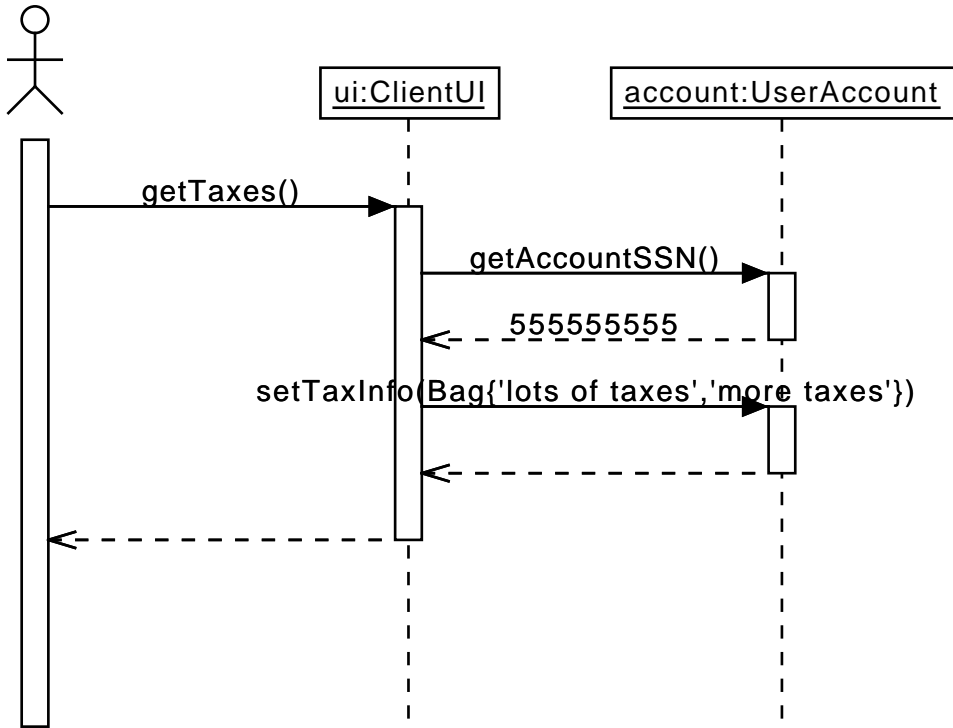 ui:ClientUI
account:UserAccount
getTaxes()
getAccountSSN()
555555555
setTaxInfo(Bag{'lots of taxes','more taxes'})